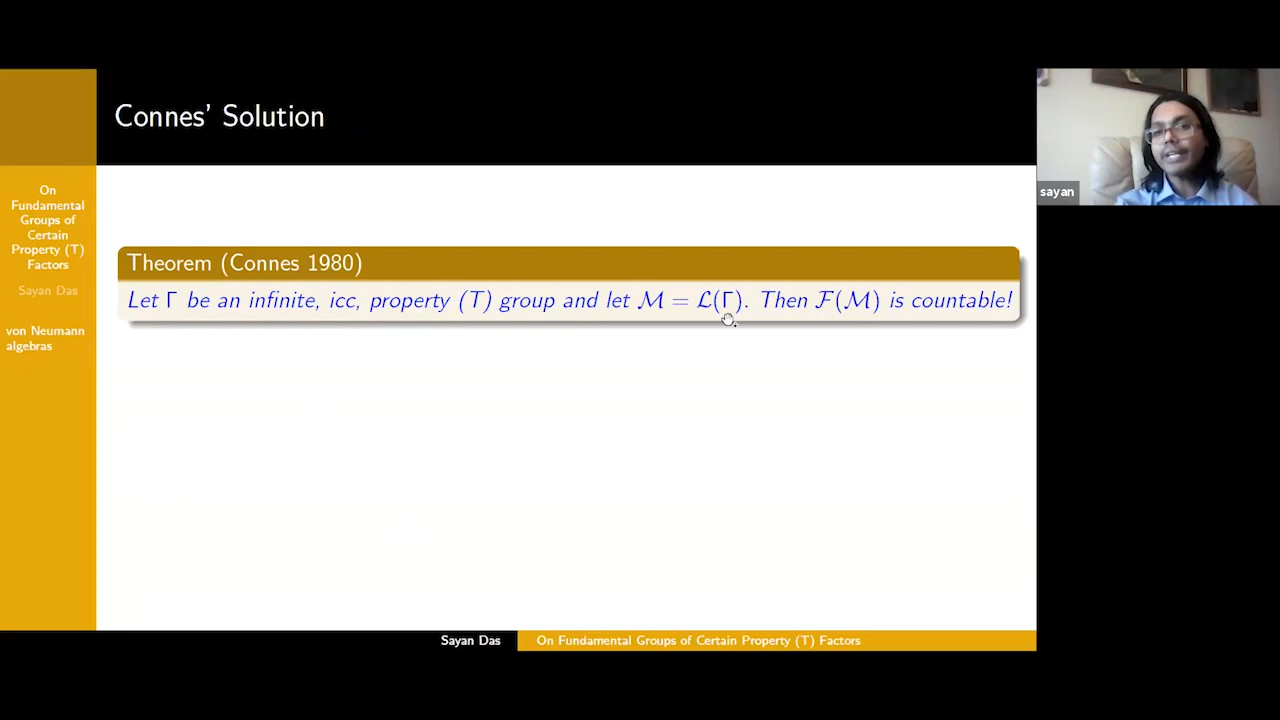 Connes' Solution
On
Fundamental
Groups of
Certain
Property (T)
Factors
Sayan Das
von Neumann
algebras
Theorem (Connes 1980)
Let Γ be an infinite, icc, property (T) group and let ℳ = ℒ(Γ). Then ℱ(ℳ) is countable!
sayan
Sayan Das
On Fundamental Groups of Certain Property (T) Factors